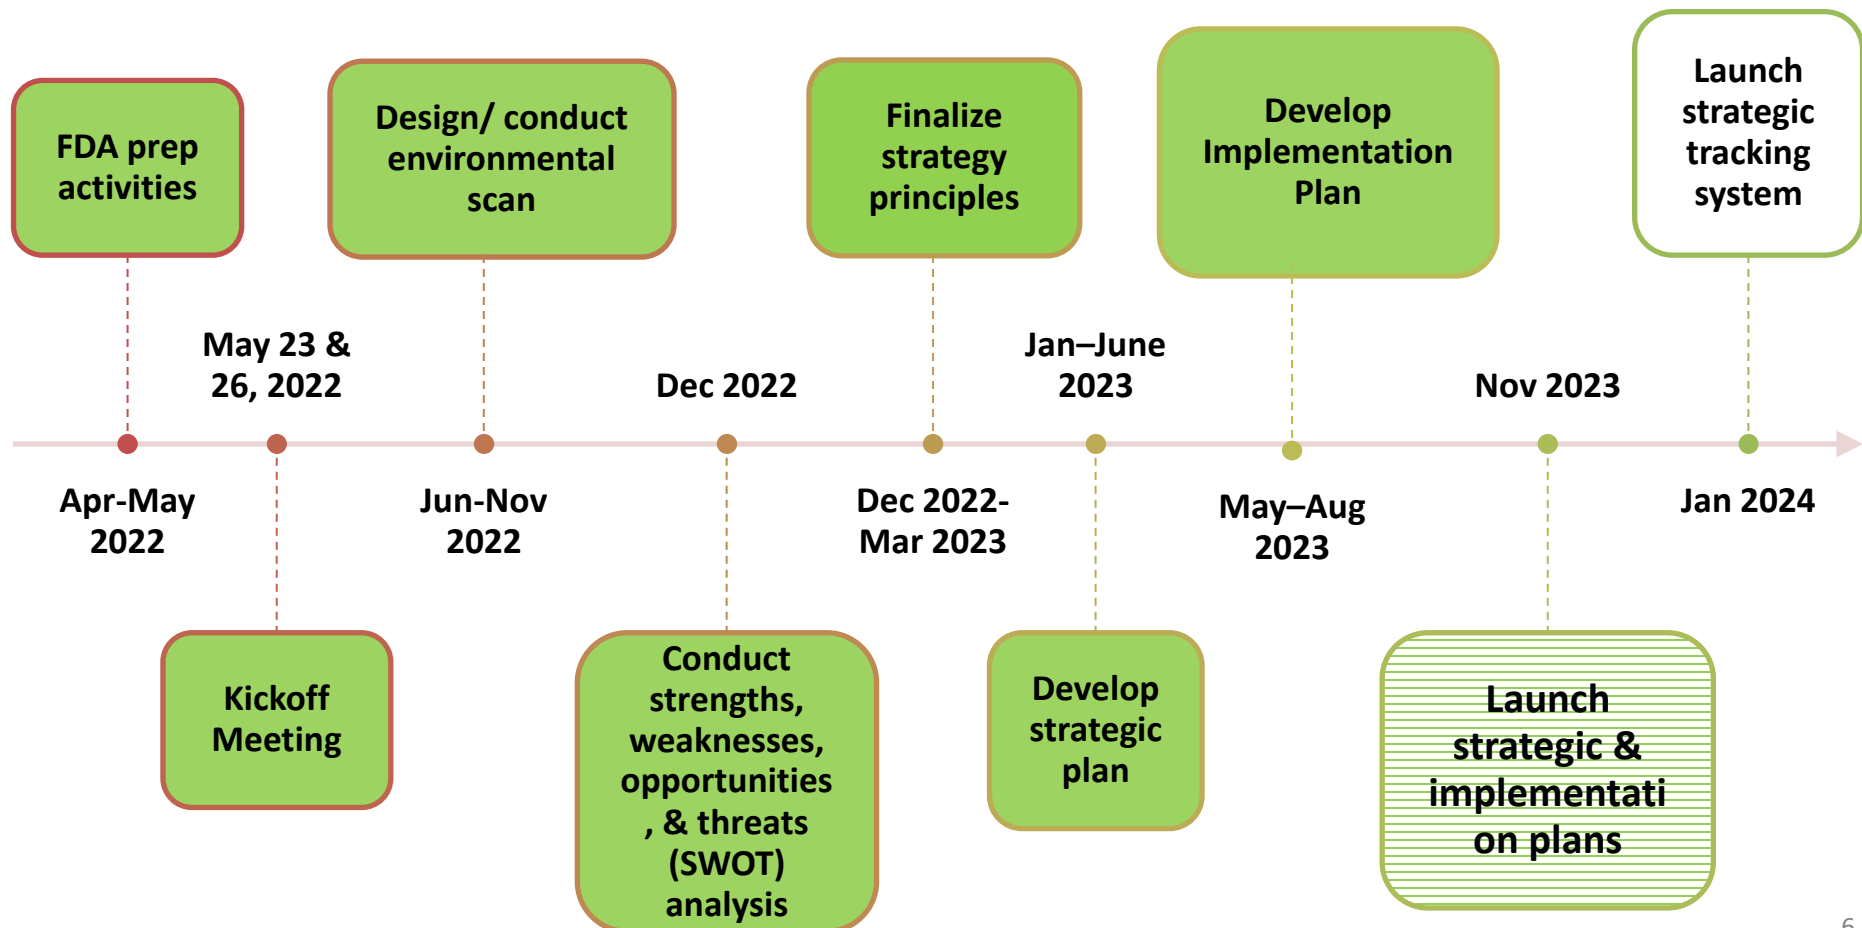 FDA prep
activities
Design/ conduct
environmental
scan
Finalize
strategy
principles
Develop
Implementation
Plan
Launch
strategic
tracking
system
May 23 &
26, 2022
Dec 2022
Jan–June
2023
Nov 2023
Apr-May
2022
Jun-Nov
2022
Dec 2022-
Mar 2023
May–Aug
2023
Jan 2024
Kickoff
Meeting
Conduct
strengths,
weaknesses,
opportunities
, & threats
(SWOT)
analysis
Develop
strategic
plan
Launch
strategic &
implementati
on plans
6